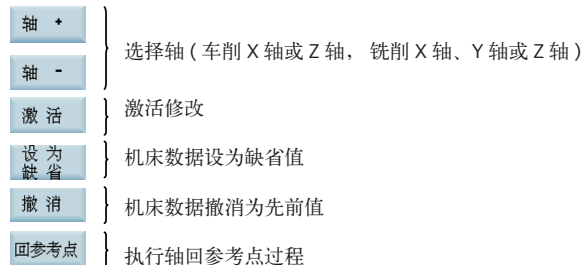 轴 +
选择轴 ( 车削 X 轴或 Z 轴， 铣削 X 轴、Y 轴或 Z 轴 )
轴 -
激 活
激活修改
设 为
缺 省
机床数据设为缺省值
撤 消
机床数据撤消为先前值
回参考点
执行轴回参考点过程